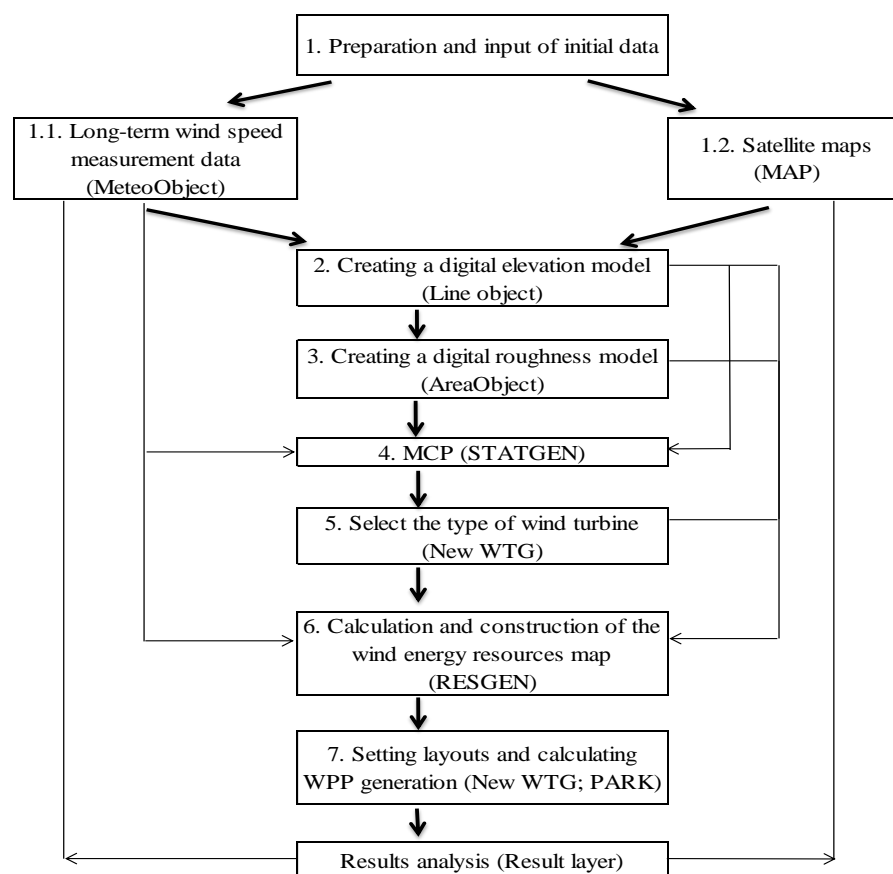 1. Preparation and input of initial data
1.1. Long-term wind speed
measurement data
(MeteoObject)
1.2. Satellite maps
(MAP)
2. Creating a digital elevation model
(Line object)
3. Creating a digital roughness model
(AreaObject)
4. MCP (STATGEN)
5. Select the type of wind turbine
(New WTG)
6. Calculation and construction of the
wind energy resources map
(RESGEN)
7. Setting layouts and calculating
WPP generation (New WTG; PARK)
Results analysis (Result layer)